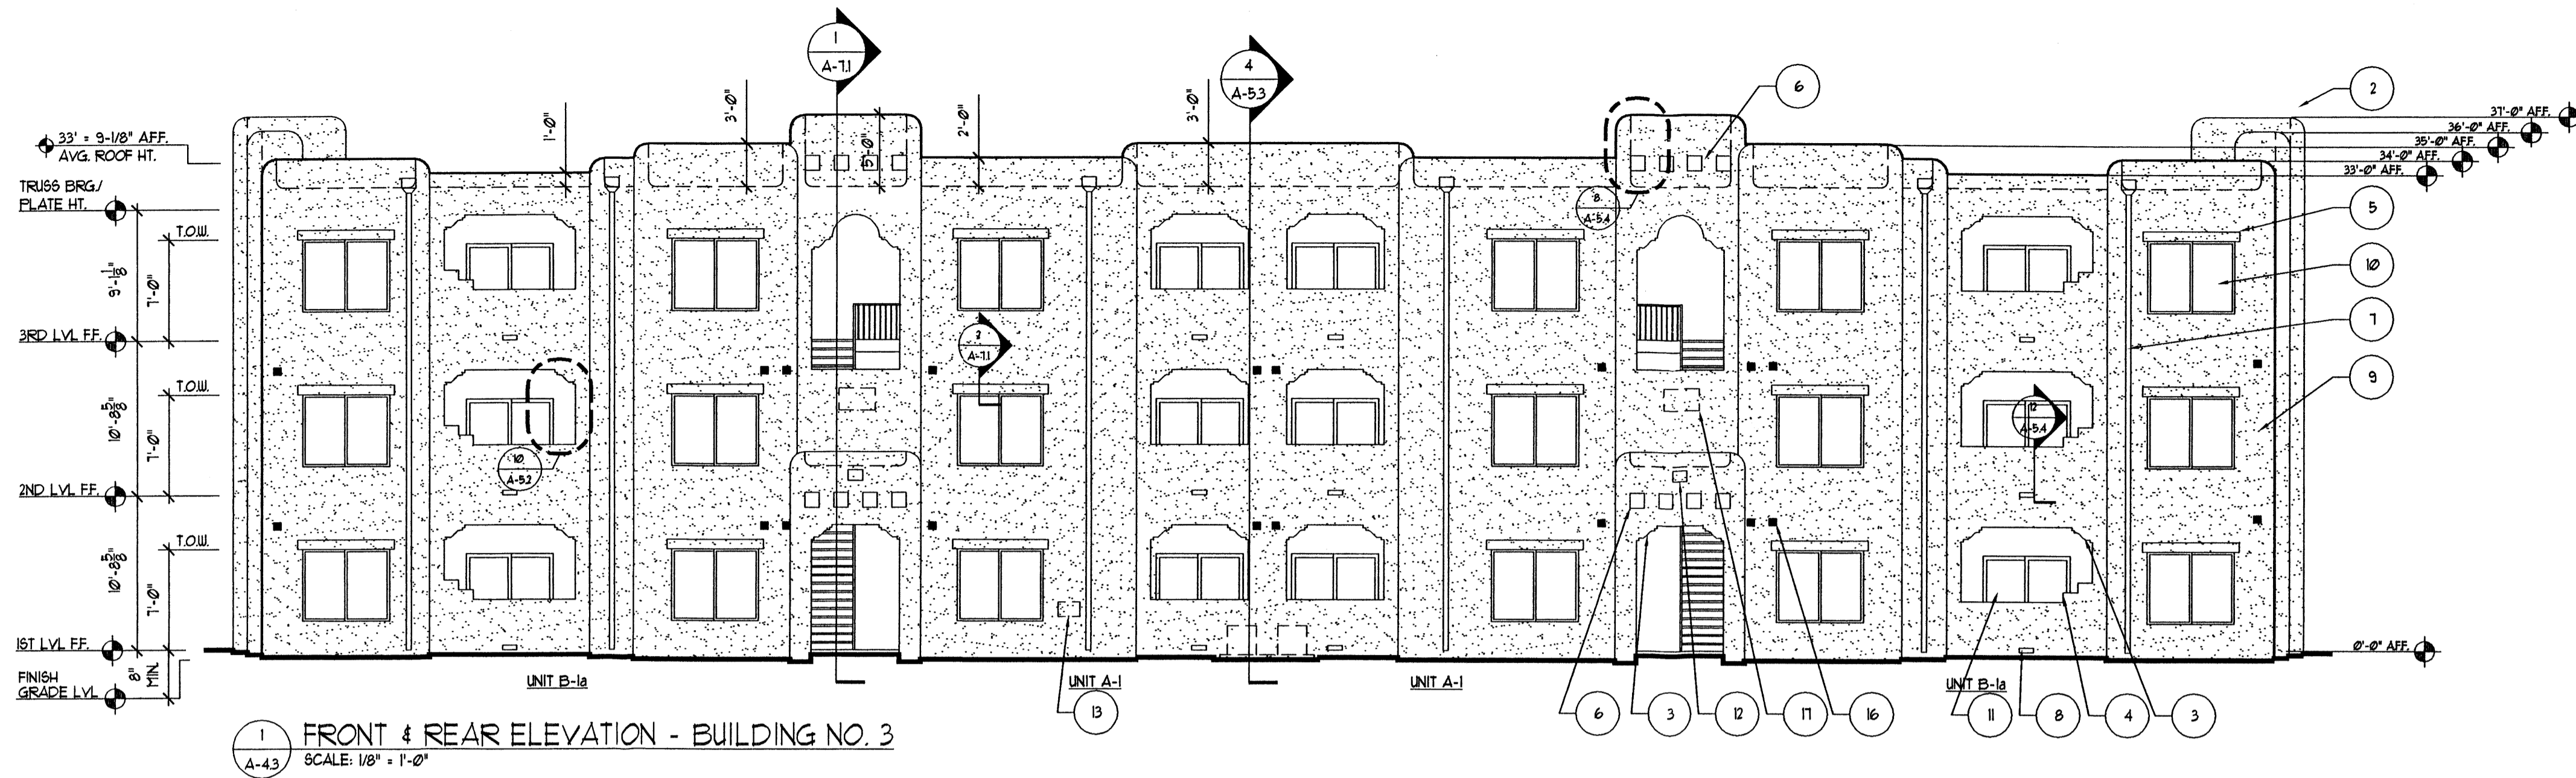 1
A-7.1
4
A-5.3
6
2
33' = 9-1/8" AFF.
AVG. ROOF HT.
1'-0"
3'-0"
5'-0"
2'-0"
3'-0"
37'-0" AFF.
36'-0" AFF.
35'-0" AFF.
34'-0" AFF.
33'-0" AFF.
TRUSS BRG./
PLATE HT.
8
A-5.4
5
T.O.W.
9'-1 1/8"
7'-0"
10
3RD LVL F.F.
2
A-7.1
7
9
T.O.W.
10'-8 5/8"
7'-0"
12
A-5.4
10
A-5.2
2ND LVL F.F.
T.O.W.
10'-8 5/8"
7'-0"
1ST LVL F.F.
0'-0" AFF.
FINISH
GRADE LVL
8"
MIN.
UNIT B-1a
UNIT A-1
UNIT A-1
UNIT B-1a
13
6
3
12
17
16
11
8
4
3
1
A-4.3
FRONT & REAR ELEVATION - BUILDING NO. 3
SCALE: 1/8" = 1'-0"